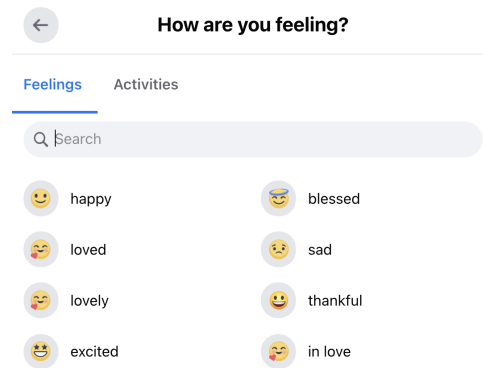 How are you feeling?
Feelings Activities
Search
happy blessed
loved sad
lovely thankful
excited in love